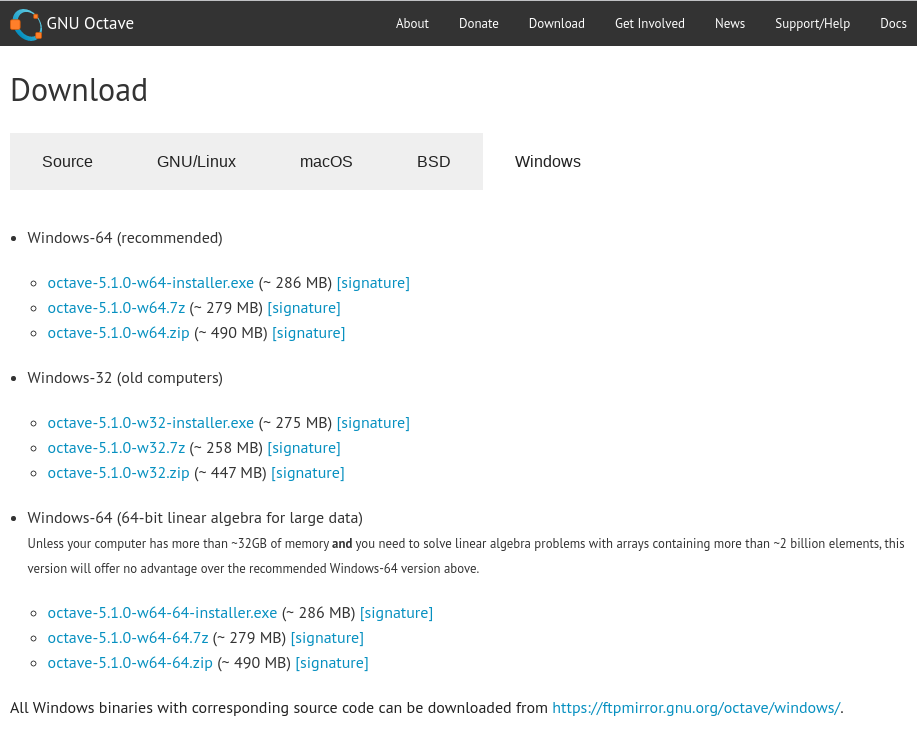 GNU Octave
About Donate Download Get Involved News Support/Help Docs
Download
Source GNU/Linux macOS BSD Windows
Windows-64 (recommended)
octave-5.1.0-w64-installer.exe (~ 286 MB) [signature]
octave-5.1.0-w64.7z (~ 279 MB) [signature]
octave-5.1.0-w64.zip (~ 490 MB) [signature]
Windows-32 (old computers)
octave-5.1.0-w32-installer.exe (~ 275 MB) [signature]
octave-5.1.0-w32.7z (~ 258 MB) [signature]
octave-5.1.0-w32.zip (~ 447 MB) [signature]
Windows-64 (64-bit linear algebra for large data)
Unless your computer has more than ~32GB of memory and you need to solve linear algebra problems with arrays containing more than ~2 billion elements, this
version will offer no advantage over the recommended Windows-64 version above.
octave-5.1.0-w64-64-installer.exe (~ 286 MB) [signature]
octave-5.1.0-w64-64.7z (~ 279 MB) [signature]
octave-5.1.0-w64-64.zip (~ 490 MB) [signature]
All Windows binaries with corresponding source code can be downloaded from https://ftpmirror.gnu.org/octave/windows/.